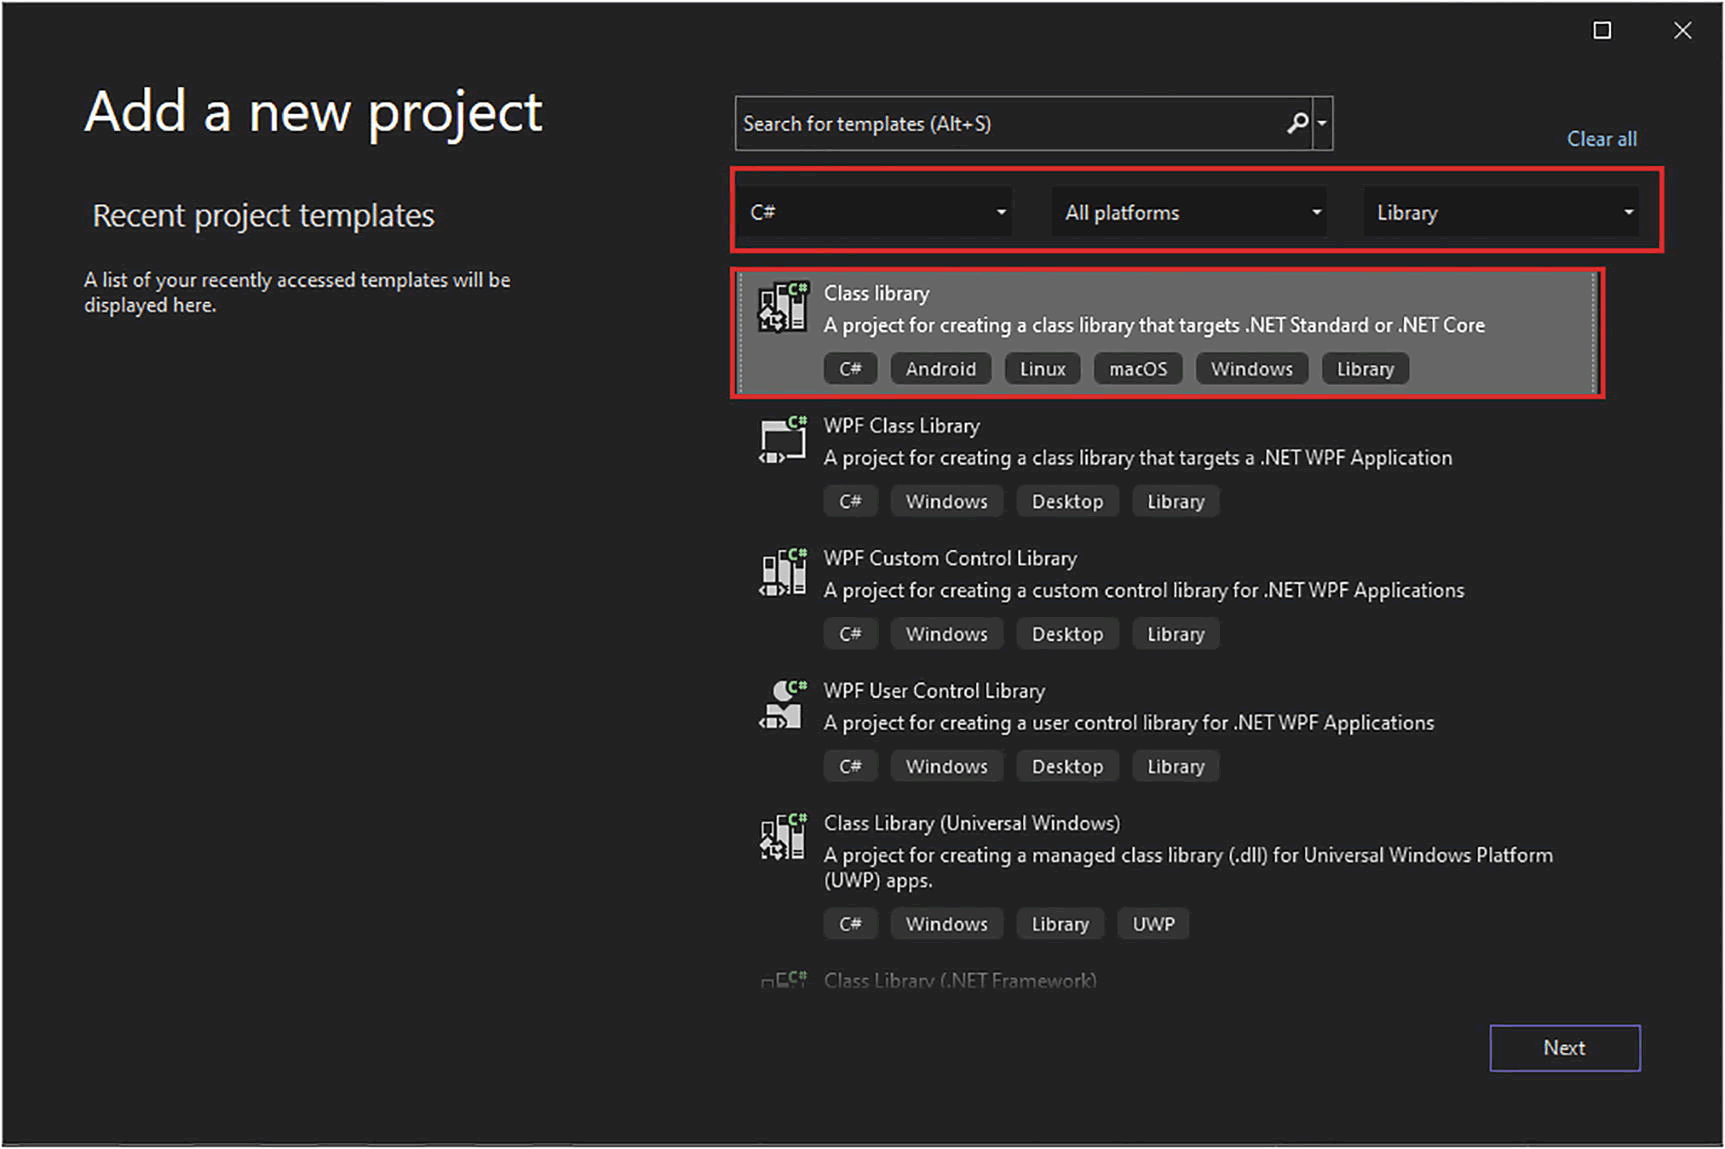 Add a new project
Search for templates (Alt+S)
Clear all
Recent project templates
C#
All platforms
Library
A list of your recently accessed templates will be
displayed here.
C#
Class library
A project for creating a class library that targets .NET Standard or .NET Core
C# Android Linux macOS Windows Library
C#
WPF Class Library
A project for creating a class library that targets a .NET WPF Application
C# Windows Desktop Library
C#
WPF Custom Control Library
A project for creating a custom control library for .NET WPF Applications
C# Windows Desktop Library
C#
WPF User Control Library
A project for creating a user control library for .NET WPF Applications
C# Windows Desktop Library
C#
Class Library (Universal Windows)
A project for creating a managed class library (.dll) for Universal Windows Platform
(UWP) apps.
C# Windows Library UWP
C#
Class Library (.NET Framework)
Next